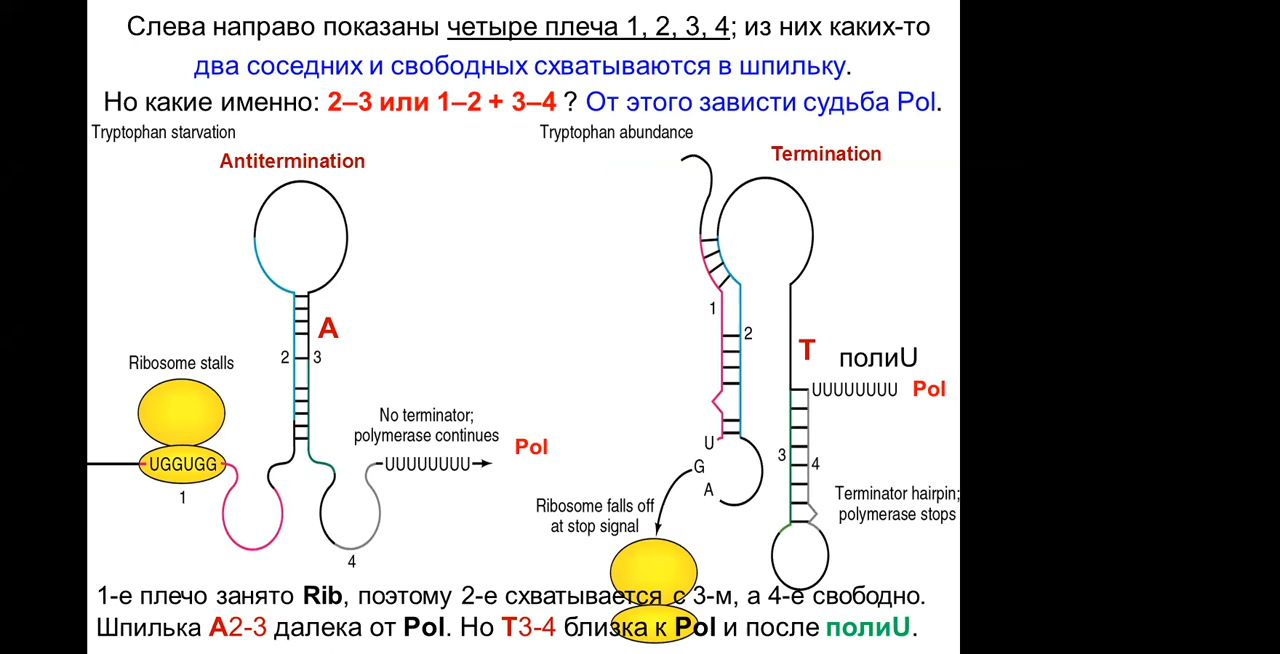 Слева направо показаны четыре плеча 1, 2, 3, 4; из них каких-то
два соседних и свободных схватываются в шпильку.
Но какие именно: 2–3 или 1–2 + 3–4 ? От этого зависти судьба Pol.
Tryptophan starvation
Antitermination
A
2
3
Ribosome stalls
UGGUGG
1
No terminator;
polymerase continues
UUUUUUUU
Pol
4
Tryptophan abundance
Termination
1
2
T
полиU
UUUUUUUU
Pol
U
G
A
3
4
Ribosome falls off
at stop signal
Terminator hairpin;
polymerase stops
1-е плечо занято Rib, поэтому 2-е схватывается с 3-м, а 4-е свободно.
Шпилька A2-3 далека от Pol. Но T3-4 близка к Pol и после полиU.